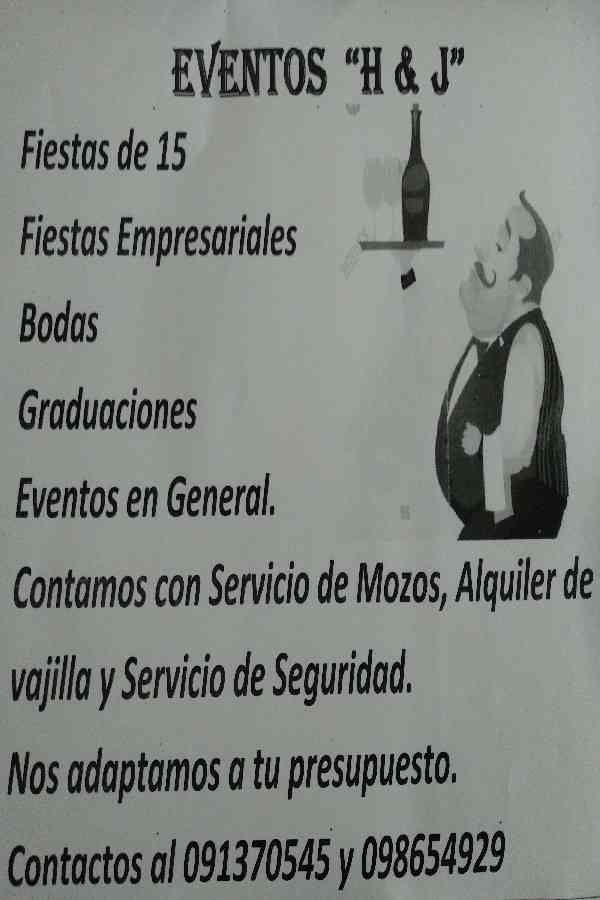 EVENTOS “H & J”
Fiestas de 15
Fiestas Empresariales
Bodas
Graduaciones
Eventos en General.
Contamos con Servicio de Mozos, Alquiler de
vajilla y Servicio de Seguridad.
Nos adaptamos a tu presupuesto.
Contactos al 091370545 y 098654929